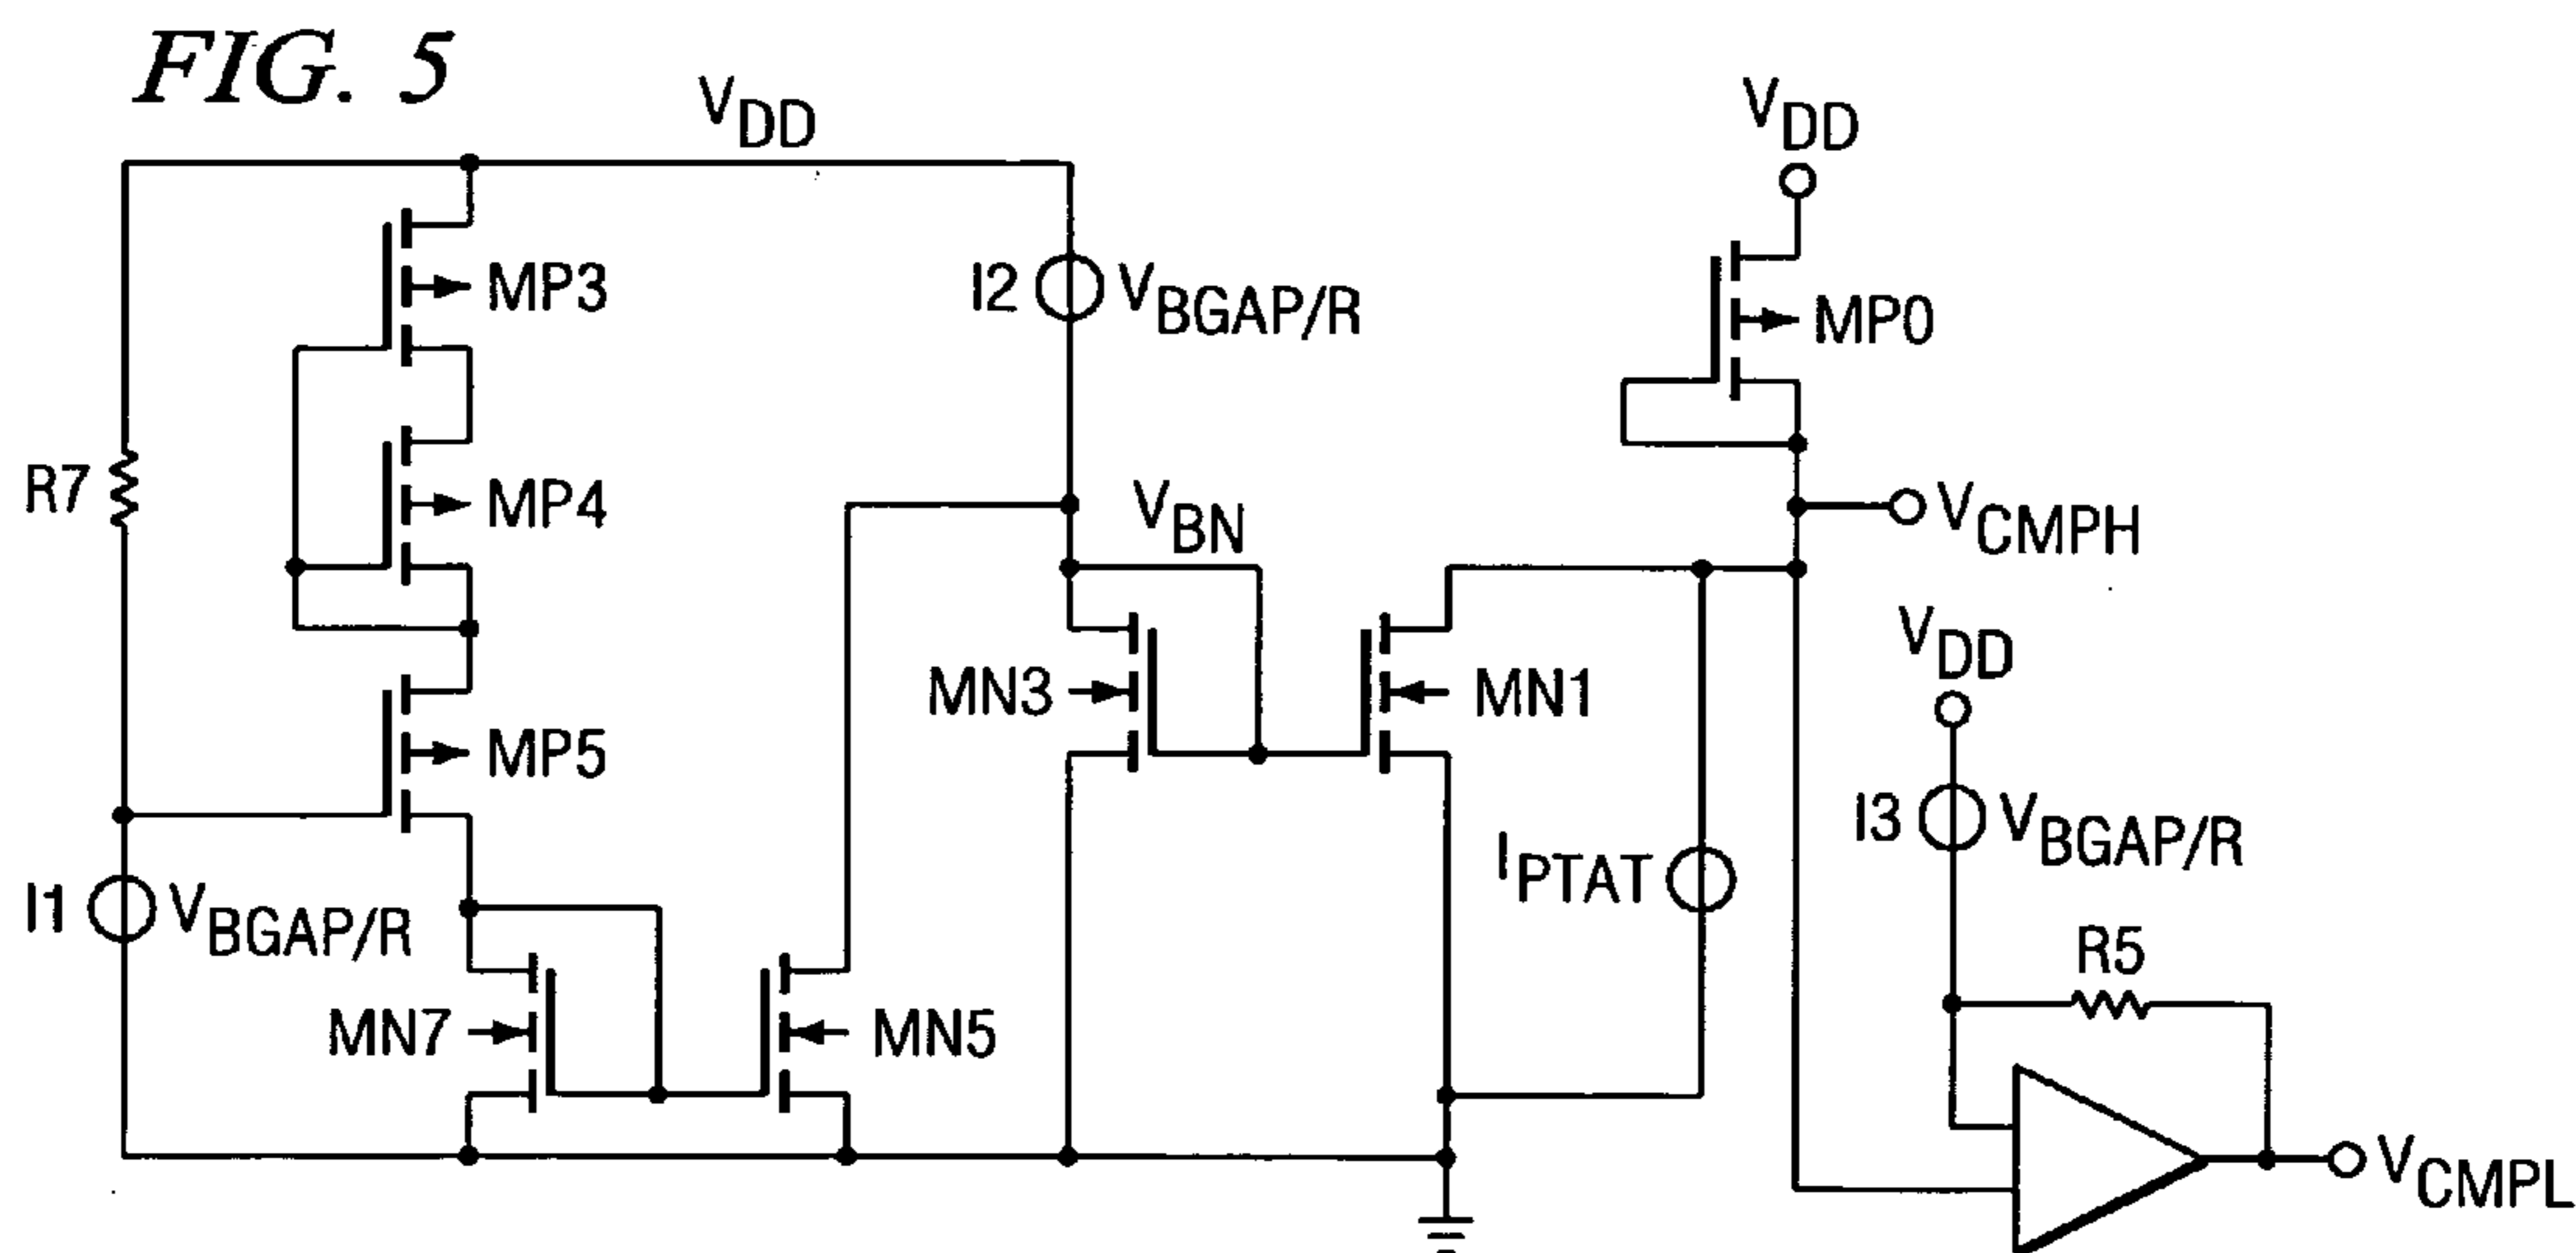 FIG. 5
VDD
VDD
MP3
I2 VBGAP/R
MP0
R7
MP4
VBN
VCMPH
VDD
MN3
MN1
MP5
I3 VBGAP/R
IPTAT
I1 VBGAP/R
R5
MN7
MN5
VCMPL